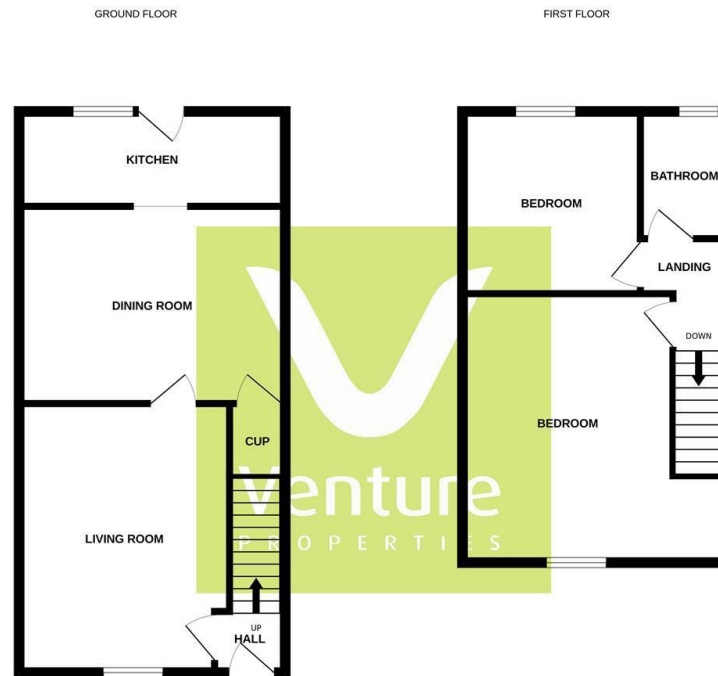 GROUND FLOOR
KITCHEN
DINING ROOM
CUP
LIVING ROOM
UP
HALL
FIRST FLOOR
BEDROOM
BATHROOM
LANDING
DOWN
BEDROOM
Venture
PROPERTIES